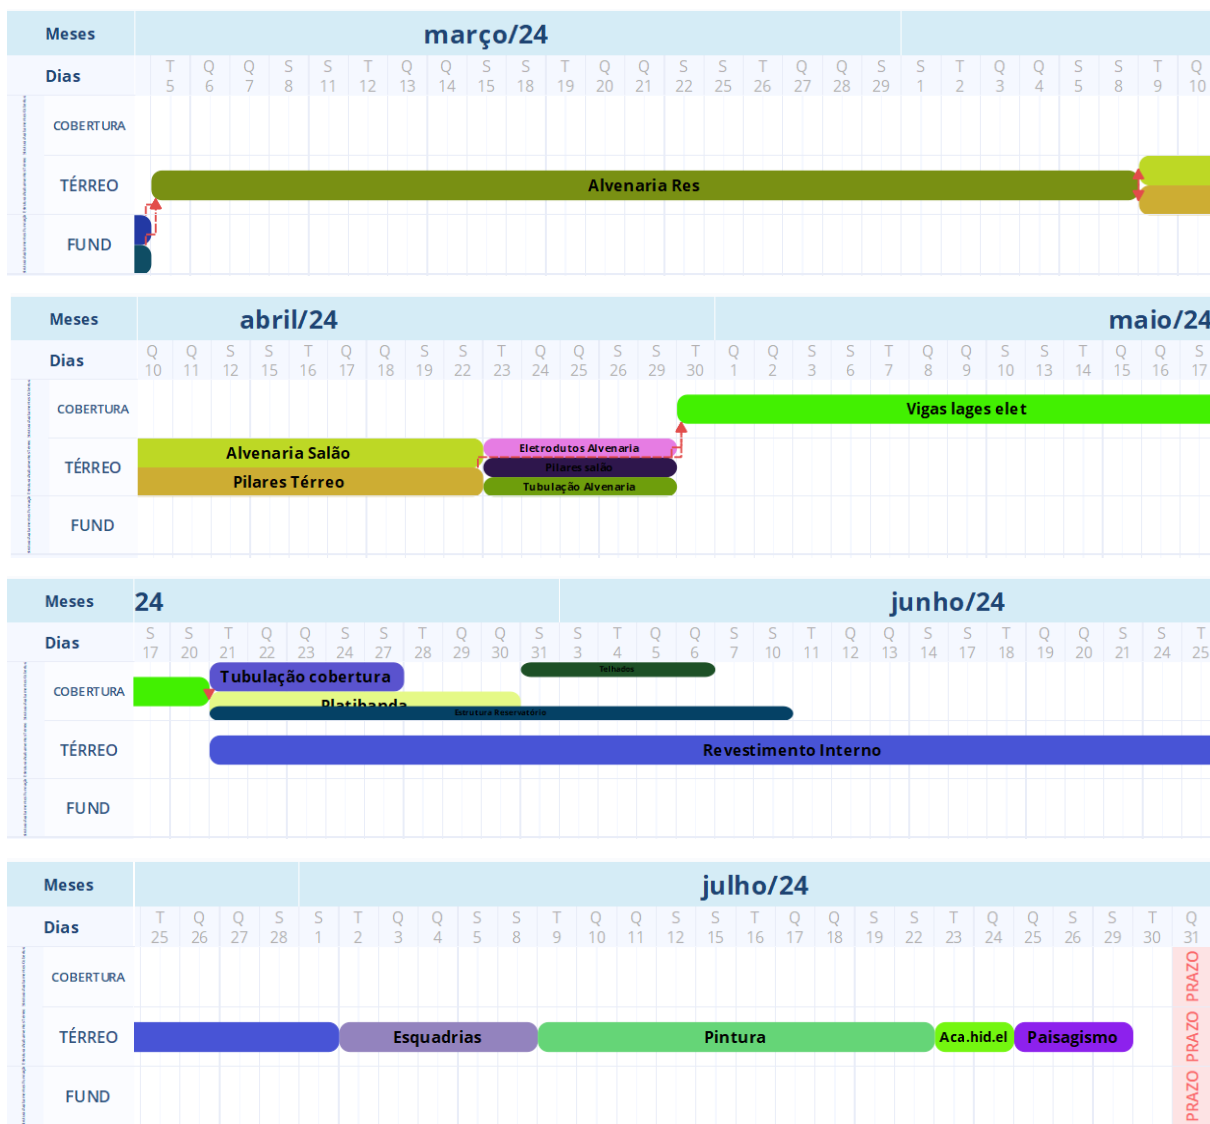 Meses março/24
Dias T Q Q S S T Q Q S S T Q Q S S T Q Q S S T Q Q S S T Q
5 6 7 8 11 12 13 14 15 18 19 20 21 22 25 26 27 28 29 1 2 3 4 5 8 9 10
COBERTURA
TÉRREO Alvenaria Res
FUND
Meses abril/24 maio/24
Dias Q Q S S T Q Q S S T Q Q S S T Q Q S S T Q Q S S T Q Q S
10 11 12 15 16 17 18 19 22 23 24 25 26 29 30 1 2 3 6 7 8 9 10 13 14 15 16 17
COBERTURA Vigas lages elet
TÉRREO Alvenaria Salão Eletrodutos Alvenaria
Pilares salão
Pilares Térreo Tubulação Alvenaria
FUND
Meses 24 junho/24
Dias S S T Q Q S S T Q Q S S T Q Q S S T Q Q S S T Q Q S S T
17 20 21 22 23 24 27 28 29 30 31 3 4 5 6 7 10 11 12 13 14 17 18 19 20 21 24 25
Telhados
Tubulação cobertura
COBERTURA Platibanda
Estrutura Reservatório
TÉRREO Revestimento Interno
FUND
Meses julho/24
Dias T Q Q S S T Q Q S S T Q Q S S T Q Q S S T Q Q S S T Q
25 26 27 28 1 2 3 4 5 8 9 10 11 12 15 16 17 18 19 22 23 24 25 26 29 30 31
COBERTURA PRAZO
TÉRREO Esquadrias Pintura Aca.hid.el Paisagismo PRAZO
FUND PRAZO